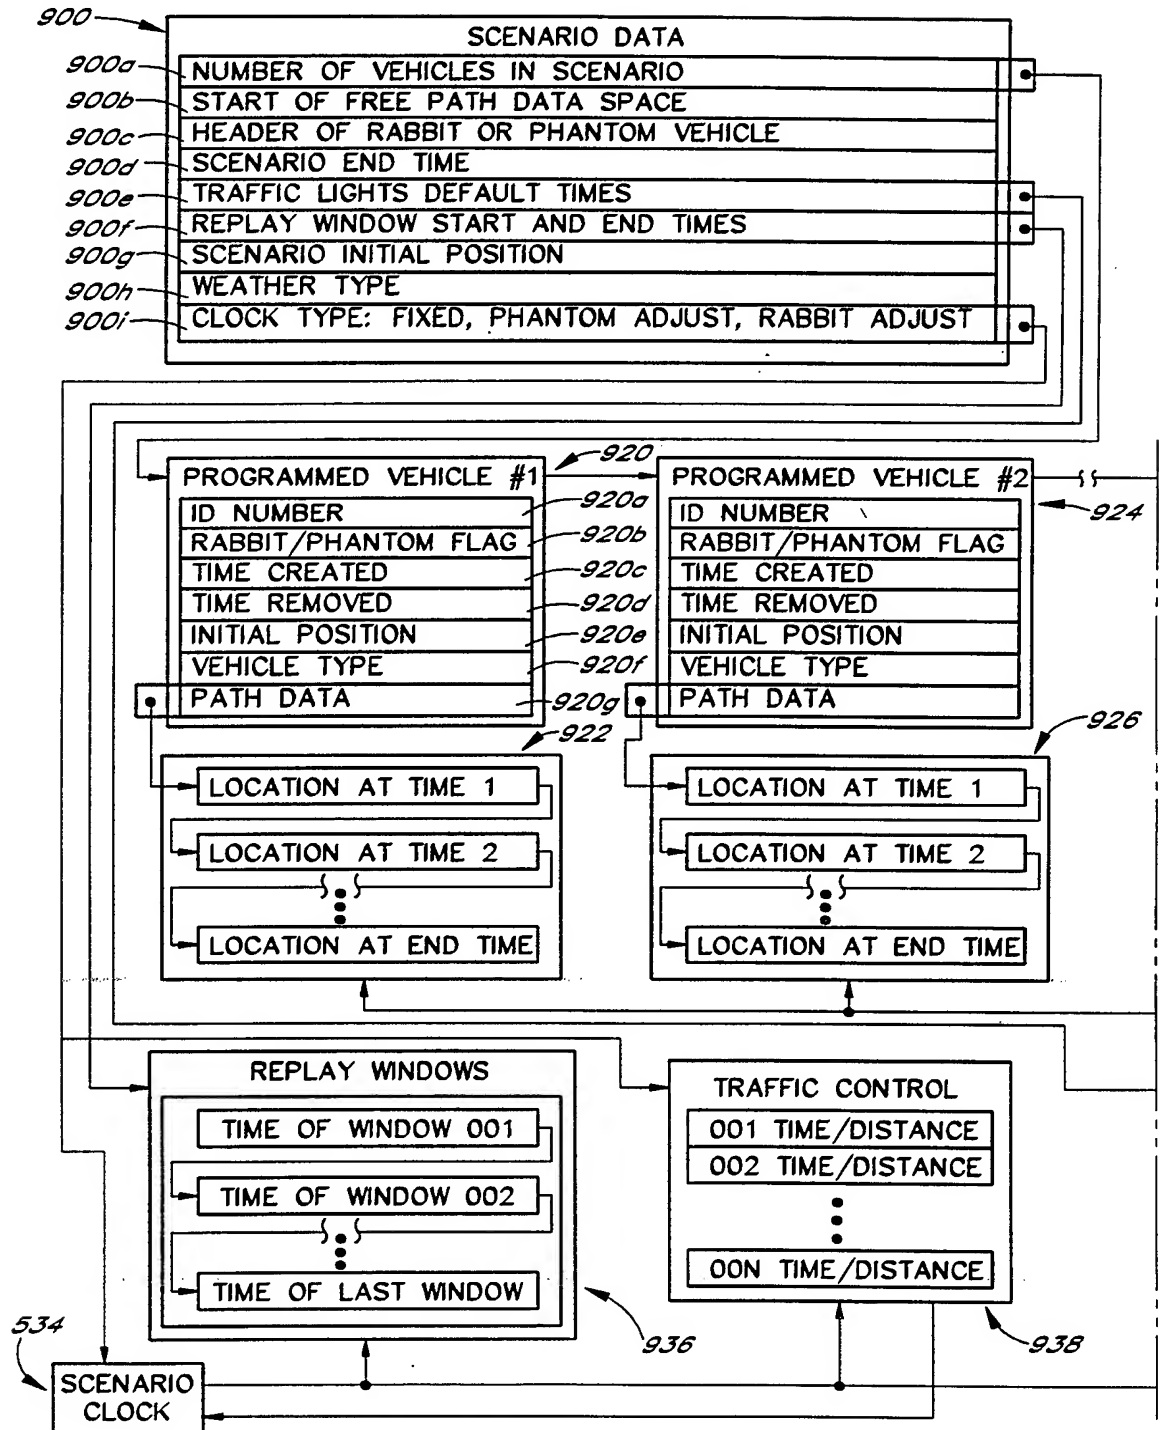 900
SCENARIO DATA
900a NUMBER OF VEHICLES IN SCENARIO
900b START OF FREE PATH DATA SPACE
900c HEADER OF RABBIT OR PHANTOM VEHICLE
900d SCENARIO END TIME
900e TRAFFIC LIGHTS DEFAULT TIMES
900f REPLAY WINDOW START AND END TIMES
900g SCENARIO INITIAL POSITION
900h WEATHER TYPE
900i CLOCK TYPE: FIXED, PHANTOM ADJUST, RABBIT ADJUST
PROGRAMMED VEHICLE #1
920
ID NUMBER 920a
RABBIT/PHANTOM FLAG 920b
TIME CREATED 920c
TIME REMOVED 920d
INITIAL POSITION 920e
VEHICLE TYPE 920f
PATH DATA 920g
PROGRAMMED VEHICLE #2
924
ID NUMBER
RABBIT/PHANTOM FLAG
TIME CREATED
TIME REMOVED
INITIAL POSITION
VEHICLE TYPE
PATH DATA
922
LOCATION AT TIME 1
LOCATION AT TIME 2
LOCATION AT END TIME
926
LOCATION AT TIME 1
LOCATION AT TIME 2
LOCATION AT END TIME
REPLAY WINDOWS
TIME OF WINDOW 001
TIME OF WINDOW 002
TIME OF LAST WINDOW
936
TRAFFIC CONTROL
001 TIME/DISTANCE
002 TIME/DISTANCE
00N TIME/DISTANCE
938
534
SCENARIO
CLOCK